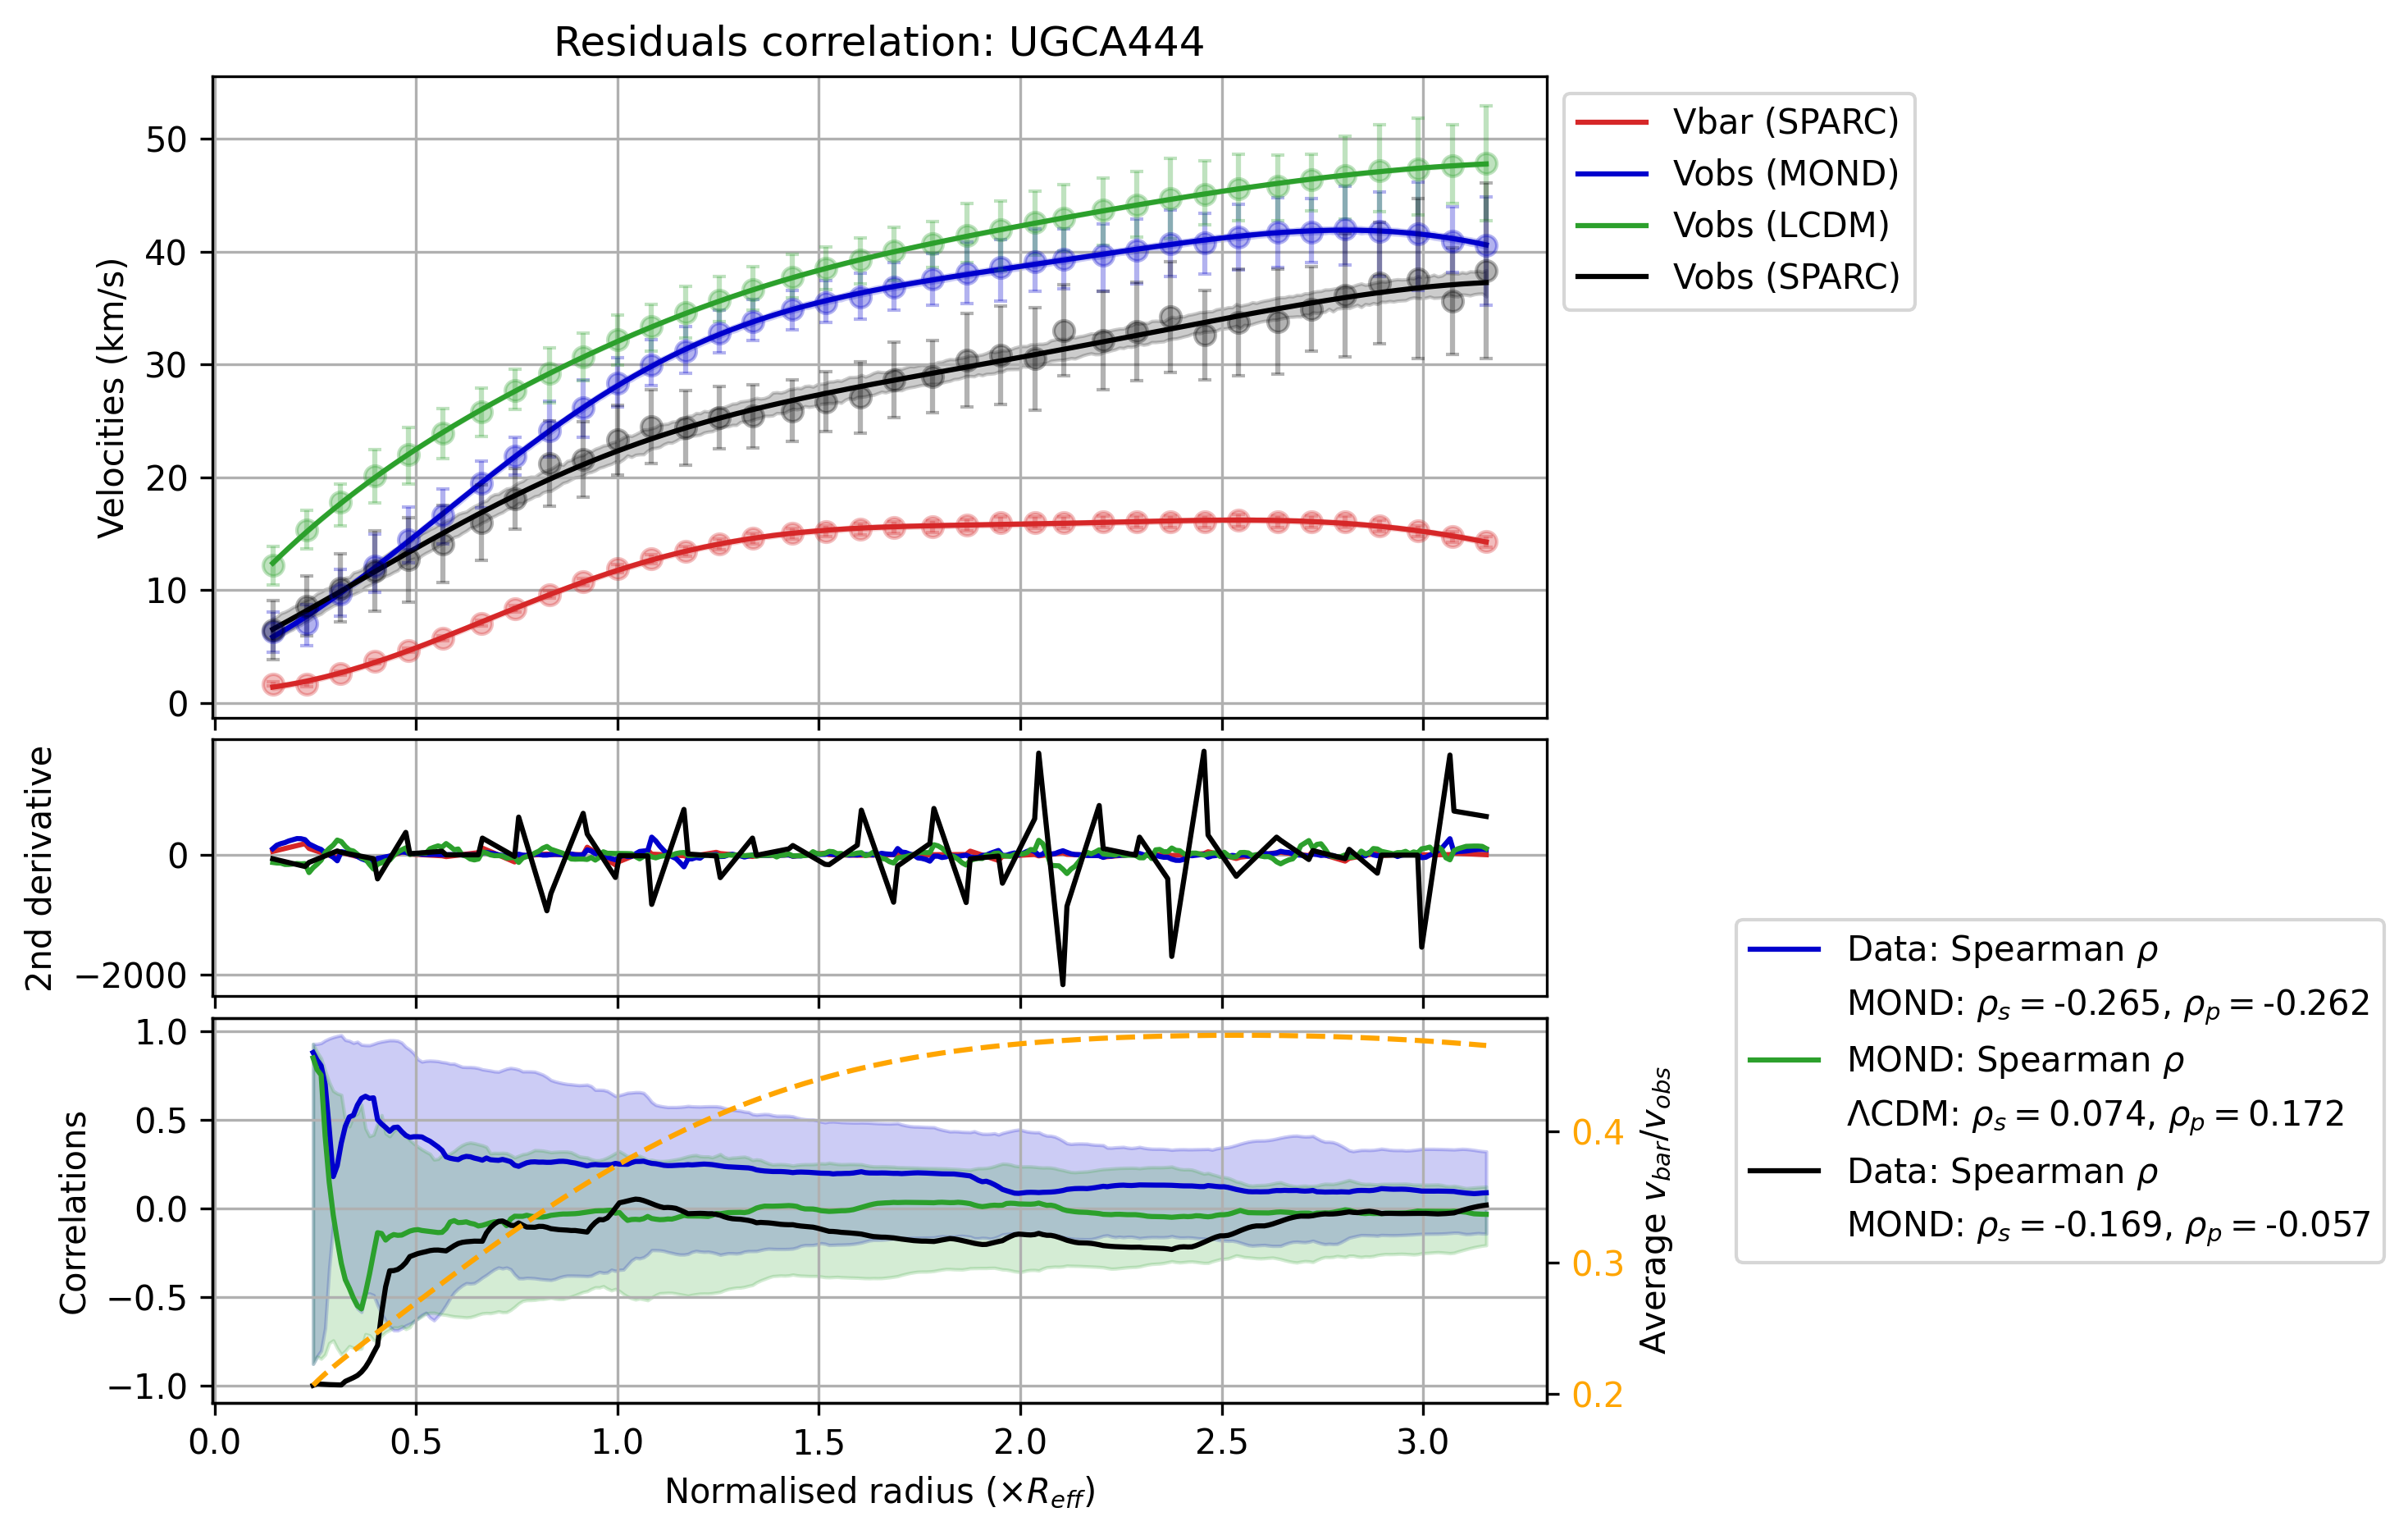 Residuals correlation: UGCA444
Velocities (km/s)
50
40
30
20
10
0
Vbar (SPARC)
Vobs (MOND)
Vobs (LCDM)
Vobs (SPARC)
2nd derivative
0
−2000
Correlations
1.0
0.5
0.0
−0.5
−1.0
0.4
0.3
0.2
Average v_bar/v_obs
Data: Spearman ρ
MOND: ρ_s = -0.265, ρ_p = -0.262
MOND: Spearman ρ
ΛCDM: ρ_s = 0.074, ρ_p = 0.172
Data: Spearman ρ
MOND: ρ_s = -0.169, ρ_p = -0.057
0.0 0.5 1.0 1.5 2.0 2.5 3.0
Normalised radius (×R_eff)